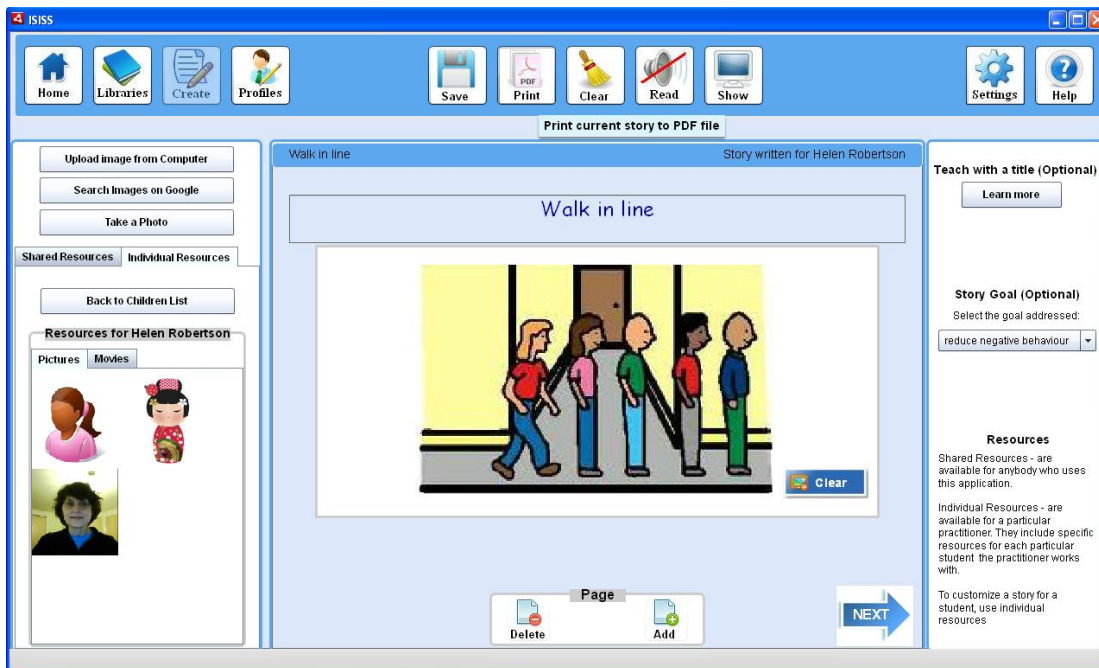 ISISS
Home
Libraries
Create
Profiles
Save
PDF
Print
Clear
Read
Show
Settings
Help
Print current story to PDF file
Upload image from Computer
Search Images on Google
Take a Photo
Shared Resources
Individual Resources
Back to Children List
Resources for Helen Robertson
Pictures
Movies
Walk in line
Story written for Helen Robertson
Walk in line
Clear
Page
Delete
Add
NEXT
Teach with a title (Optional)
Learn more
Story Goal (Optional)
Select the goal addressed:
reduce negative behaviour
Resources
Shared Resources - are
available for anybody who uses
this application.
Individual Resources - are
available for a particular
practitioner. They include specific
resources for each particular
student the practitioner works
with.
To customize a story for a
student, use individual
resources